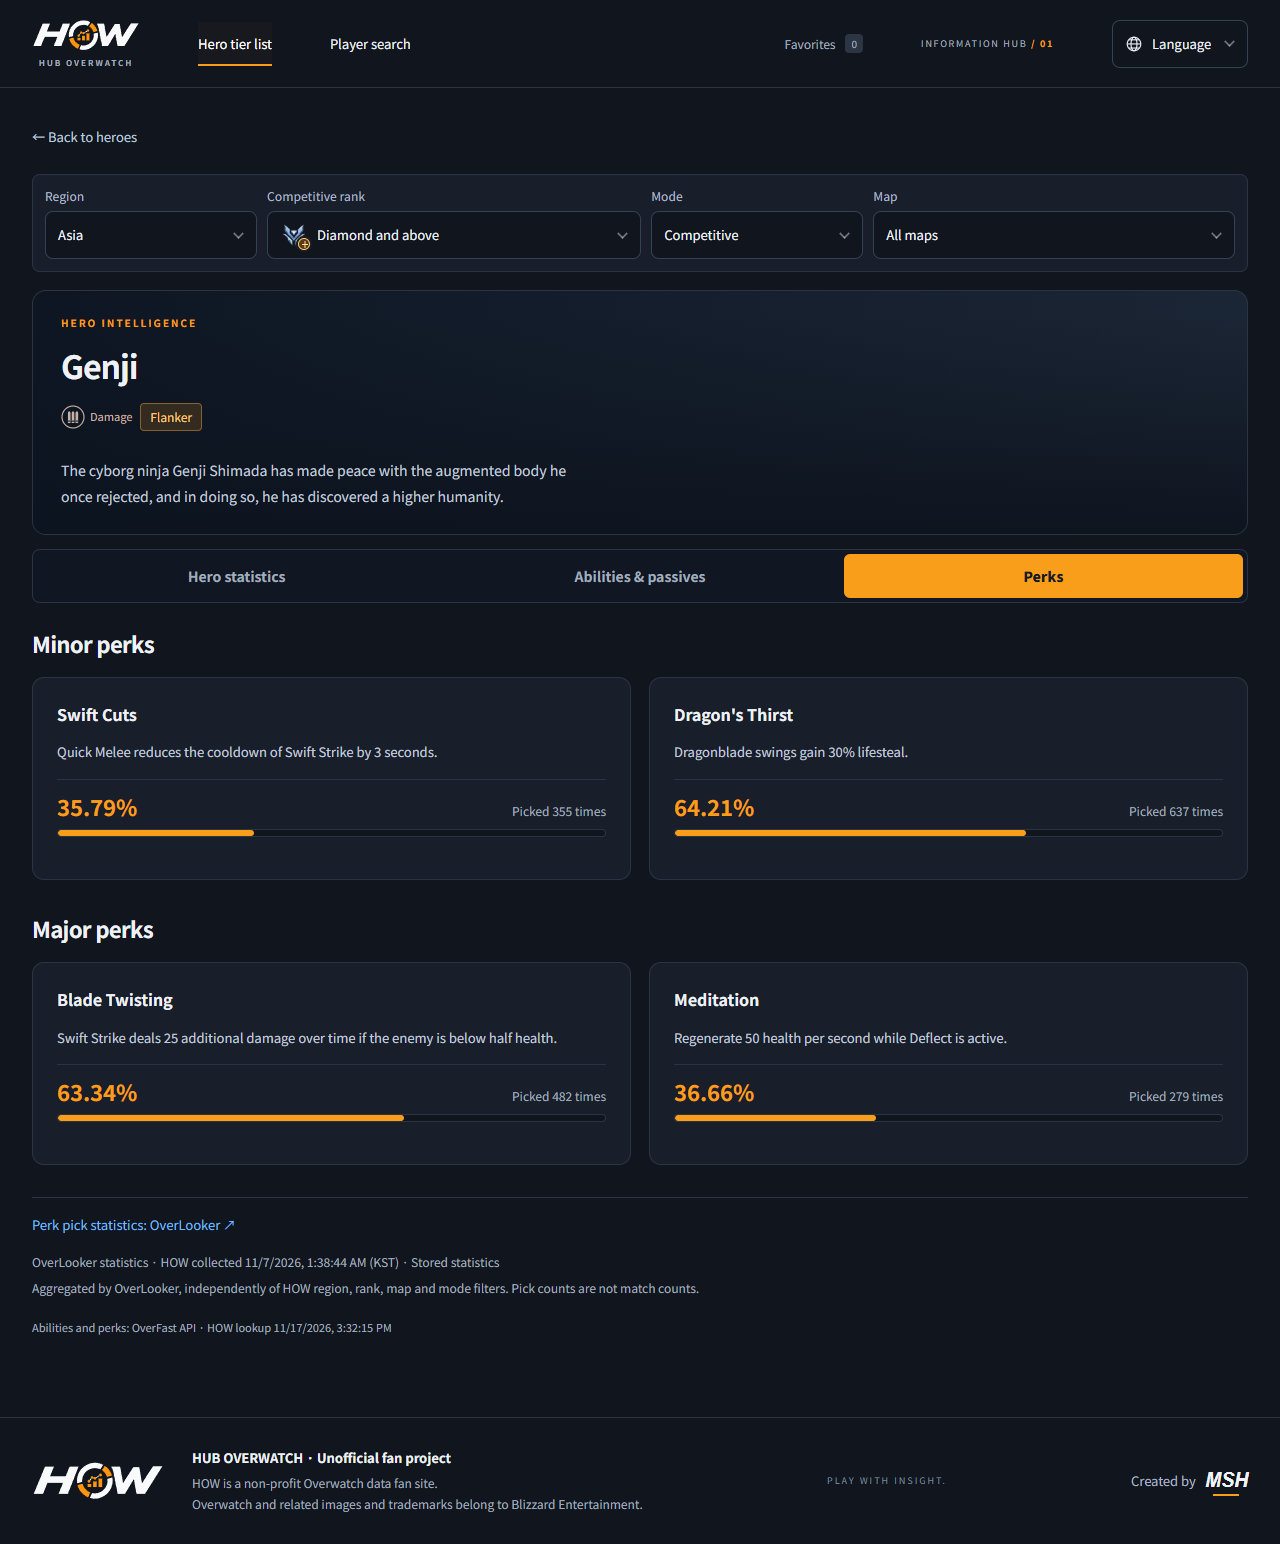 HOW
HUB OVERWATCH
Hero tier list
Player search
Favorites 0
INFORMATION HUB / 01
Language
← Back to heroes
Region
Competitive rank
Mode
Map
Asia
Diamond and above
Competitive
All maps
HERO INTELLIGENCE
Genji
Damage
Flanker
The cyborg ninja Genji Shimada has made peace with the augmented body he
once rejected, and in doing so, he has discovered a higher humanity.
Hero statistics
Abilities & passives
Perks
Minor perks
Swift Cuts
Quick Melee reduces the cooldown of Swift Strike by 3 seconds.
35.79%
Picked 355 times
Dragon's Thirst
Dragonblade swings gain 30% lifesteal.
64.21%
Picked 637 times
Major perks
Blade Twisting
Swift Strike deals 25 additional damage over time if the enemy is below half health.
63.34%
Picked 482 times
Meditation
Regenerate 50 health per second while Deflect is active.
36.66%
Picked 279 times
Perk pick statistics: OverLooker ↗
OverLooker statistics · HOW collected 11/7/2026, 1:38:44 AM (KST) · Stored statistics
Aggregated by OverLooker, independently of HOW region, rank, map and mode filters. Pick counts are not match counts.
Abilities and perks: OverFast API · HOW lookup 11/17/2026, 3:32:15 PM
HOW
HUB OVERWATCH · Unofficial fan project
HOW is a non-profit Overwatch data fan site.
Overwatch and related images and trademarks belong to Blizzard Entertainment.
PLAY WITH INSIGHT.
Created by MSH